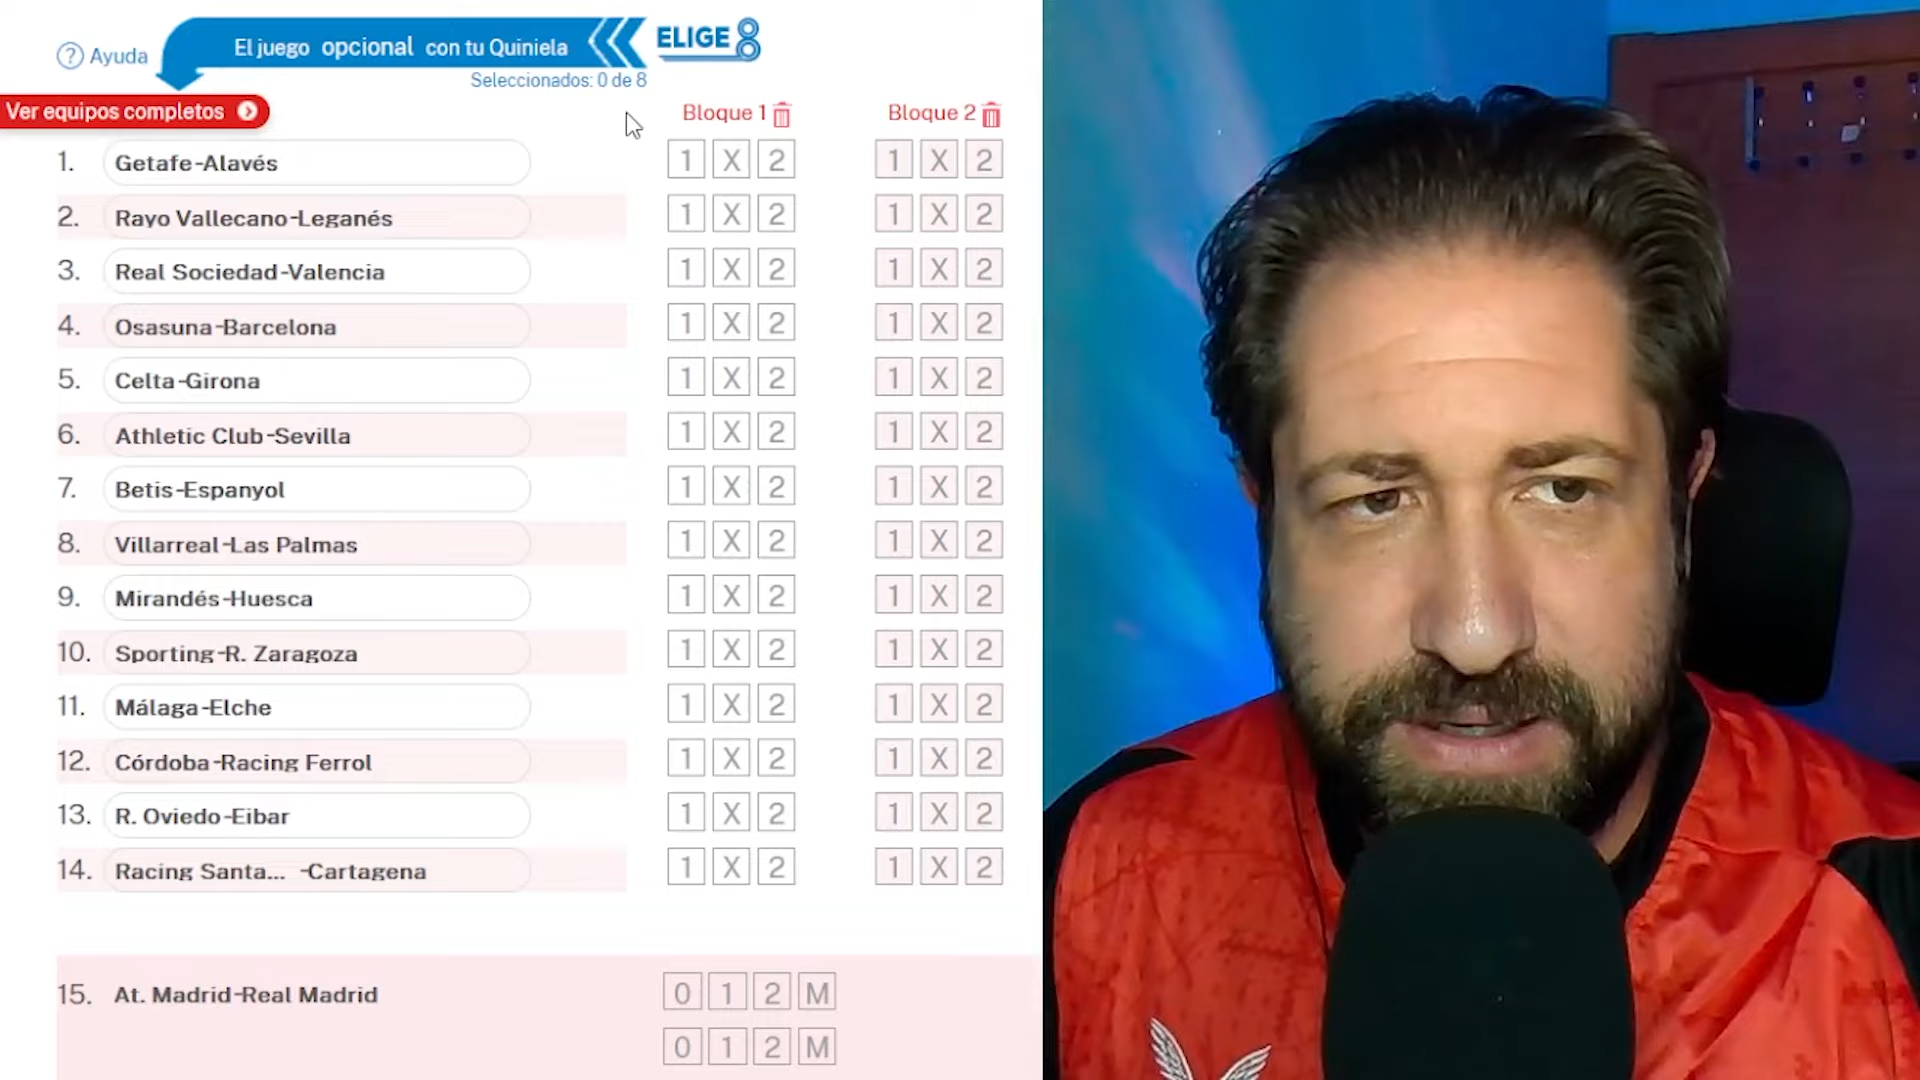 ? Ayuda
El juego opcional con tu Quiniela
ELIGE 8
Seleccionados: 0 de 8
Ver equipos completos
Bloque 1
Bloque 2
1. Getafe-Alavés 1 X 2 1 X 2
2. Rayo Vallecano-Leganés 1 X 2 1 X 2
3. Real Sociedad-Valencia 1 X 2 1 X 2
4. Osasuna-Barcelona 1 X 2 1 X 2
5. Celta-Girona 1 X 2 1 X 2
6. Athletic Club-Sevilla 1 X 2 1 X 2
7. Betis-Espanyol 1 X 2 1 X 2
8. Villarreal-Las Palmas 1 X 2 1 X 2
9. Mirandés-Huesca 1 X 2 1 X 2
10. Sporting-R. Zaragoza 1 X 2 1 X 2
11. Málaga-Elche 1 X 2 1 X 2
12. Córdoba-Racing Ferrol 1 X 2 1 X 2
13. R. Oviedo-Eibar 1 X 2 1 X 2
14. Racing Santa... -Cartagena 1 X 2 1 X 2
15. At. Madrid-Real Madrid 0 1 2 M
0 1 2 M